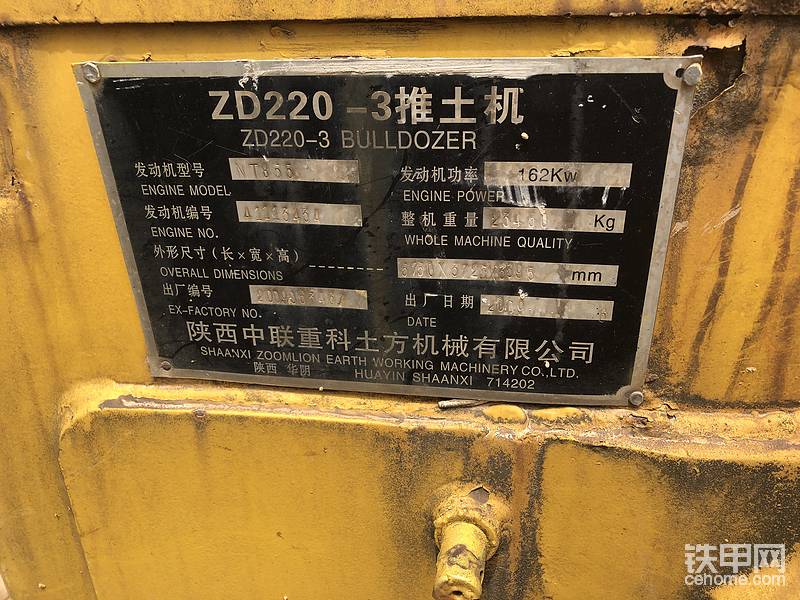 ZD220-3推土机
ZD220-3 BULLDOZER
发动机型号 NT855 发动机功率 162Kw
ENGINE MODEL ENGINE POWER
发动机编号 整机重量 Kg
ENGINE NO. WHOLE MACHINE QUALITY
外形尺寸(长×宽×高)
OVERALL DIMENSIONS mm
出厂编号 出厂日期
EX-FACTORY NO. DATE
陕西中联重科土方机械有限公司
SHAANXI ZOOMLION EARTH WORKING MACHINERY CO.,LTD.
陕西 华阴 HUAYIN SHAANXI 714202
铁甲网
cehome.com